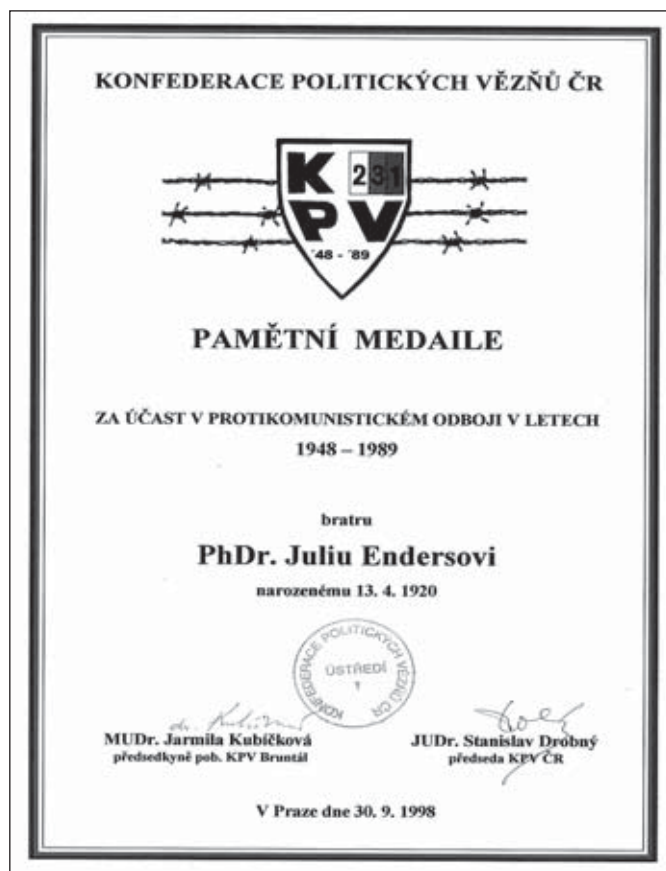 KONFEDERACE POLITICKÝCH VĚZŇŮ ČR
K 231
P V
´48 - ´89
PAMĚTNÍ MEDAILE
ZA ÚČAST V PROTIKOMUNISTICKÉM ODBOJI V LETECH
1948 – 1989
bratru
PhDr. Juliu Endersovi
narozenému 13. 4. 1920
KONFEDERACE POLITICKÝCH VĚZŇŮ ČR
ÚSTŘEDÍ
1
dr.
MUDr. Jarmila Kubíčková
předsedkyně pob. KPV Bruntál
JUDr. Stanislav Drobný
předseda KPV ČR
V Praze dne 30. 9. 1998